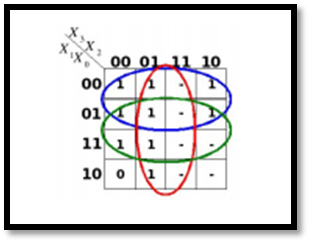 X₃X₂
X₁X₀
00 01 11 10
00 1 1 - 1
01 1 1 - 1
11 1 1 - -
10 0 1 - -